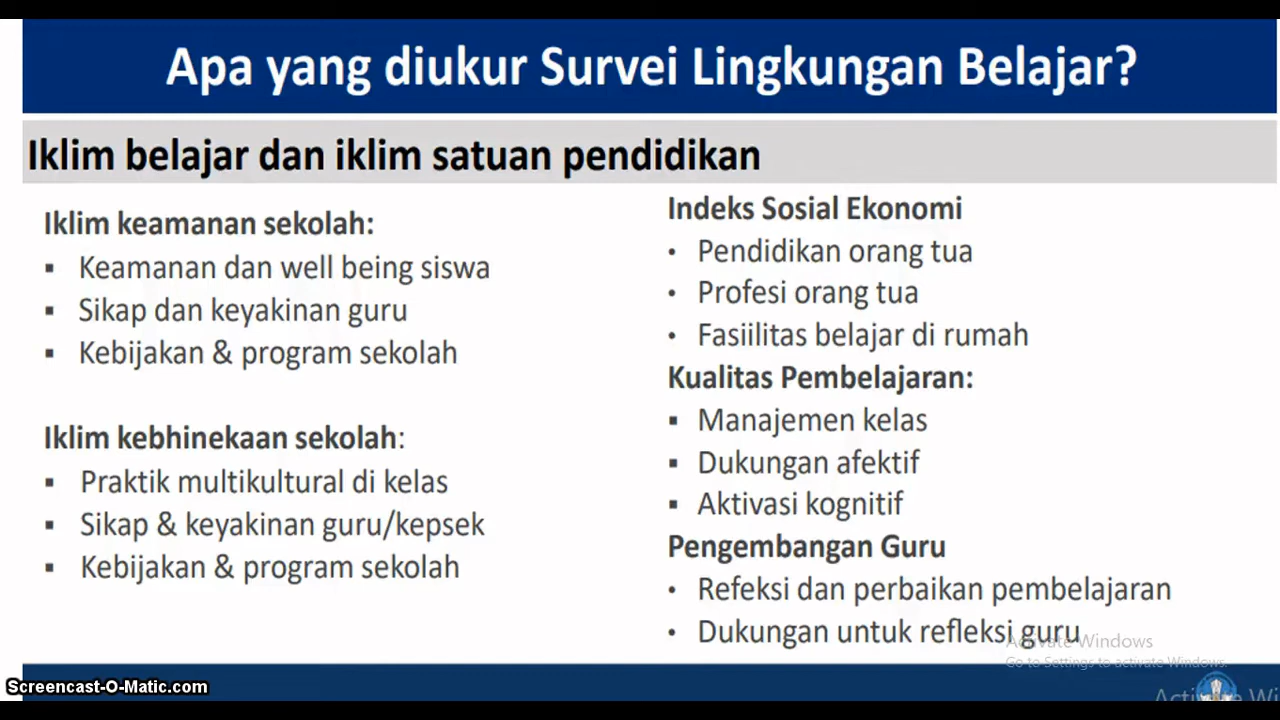 Apa yang diukur Survei Lingkungan Belajar?
Iklim belajar dan iklim satuan pendidikan
Iklim keamanan sekolah:
▪ Keamanan dan well being siswa
▪ Sikap dan keyakinan guru
▪ Kebijakan & program sekolah
Iklim kebhinekaan sekolah:
▪ Praktik multikultural di kelas
▪ Sikap & keyakinan guru/kepsek
▪ Kebijakan & program sekolah
Indeks Sosial Ekonomi
• Pendidikan orang tua
• Profesi orang tua
• Fasiilitas belajar di rumah
Kualitas Pembelajaran:
▪ Manajemen kelas
▪ Dukungan afektif
▪ Aktivasi kognitif
Pengembangan Guru
• Refeksi dan perbaikan pembelajaran
• Dukungan untuk refleksi guru
Activate Windows
Go to Settings to activate Windows.
Screencast-O-Matic.com
Activate Wi